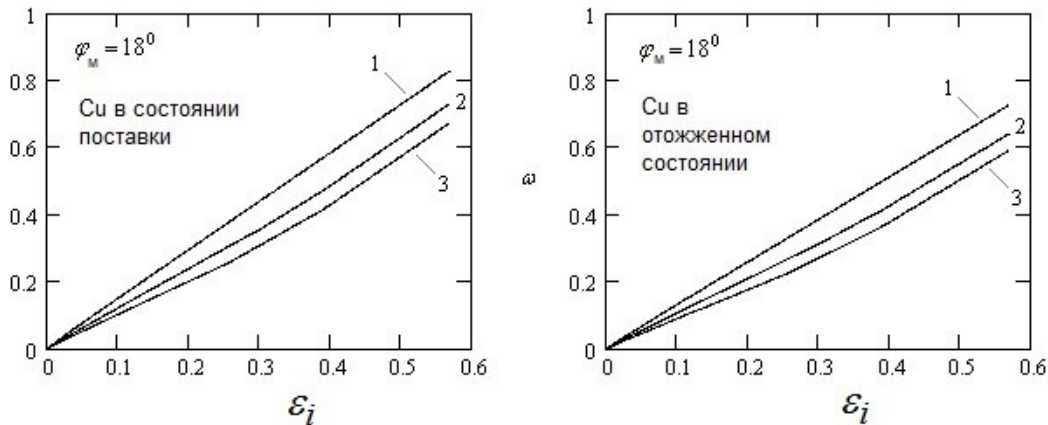 1
0.8
0.6
0.4
0.2
0
φм = 18⁰
Cu в состоянии
поставки
1
2
3
0 0.1 0.2 0.3 0.4 0.5 0.6
εi
1
0.8
0.6
0.4
0.2
0
ω
φм = 18⁰
Cu в
отожженном
состоянии
1
2
3
0 0.1 0.2 0.3 0.4 0.5 0.6
εi